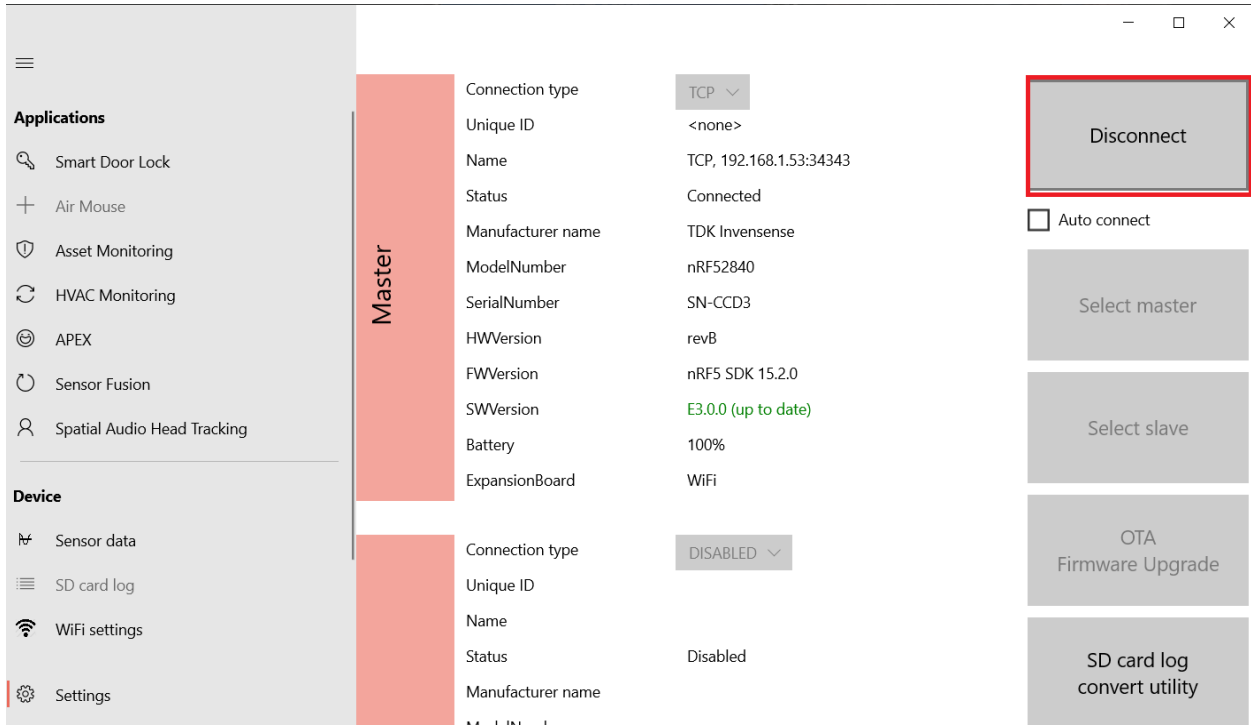 Applications
Smart Door Lock
Air Mouse
Asset Monitoring
HVAC Monitoring
APEX
Sensor Fusion
Spatial Audio Head Tracking
Device
Sensor data
SD card log
WiFi settings
Settings
Master
Connection type TCP
Unique ID <none>
Name TCP, 192.168.1.53:34343
Status Connected
Manufacturer name TDK Invensense
ModelNumber nRF52840
SerialNumber SN-CCD3
HWVersion revB
FWVersion nRF5 SDK 15.2.0
SWVersion E3.0.0 (up to date)
Battery 100%
ExpansionBoard WiFi
Connection type DISABLED
Unique ID
Name
Status Disabled
Manufacturer name
Disconnect
Auto connect
Select master
Select slave
OTA
Firmware Upgrade
SD card log
convert utility